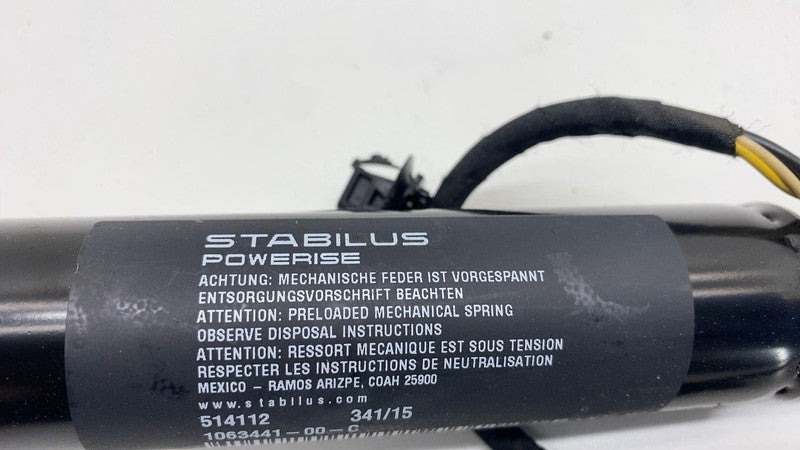 STABILUS
POWERISE
ACHTUNG: MECHANISCHE FEDER IST VORGESPANNT
ENTSORGUNGSVORSCHRIFT BEACHTEN
ATTENTION: PRELOADED MECHANICAL SPRING
OBSERVE DISPOSAL INSTRUCTIONS
ATTENTION: RESSORT MECANIQUE EST SOUS TENSION
RESPECTER LES INSTRUCTIONS DE NEUTRALISATION
MEXICO – RAMOS ARIZPE, COAH 25900
www.stabilus.com
514112 341/15
1063441-00-C